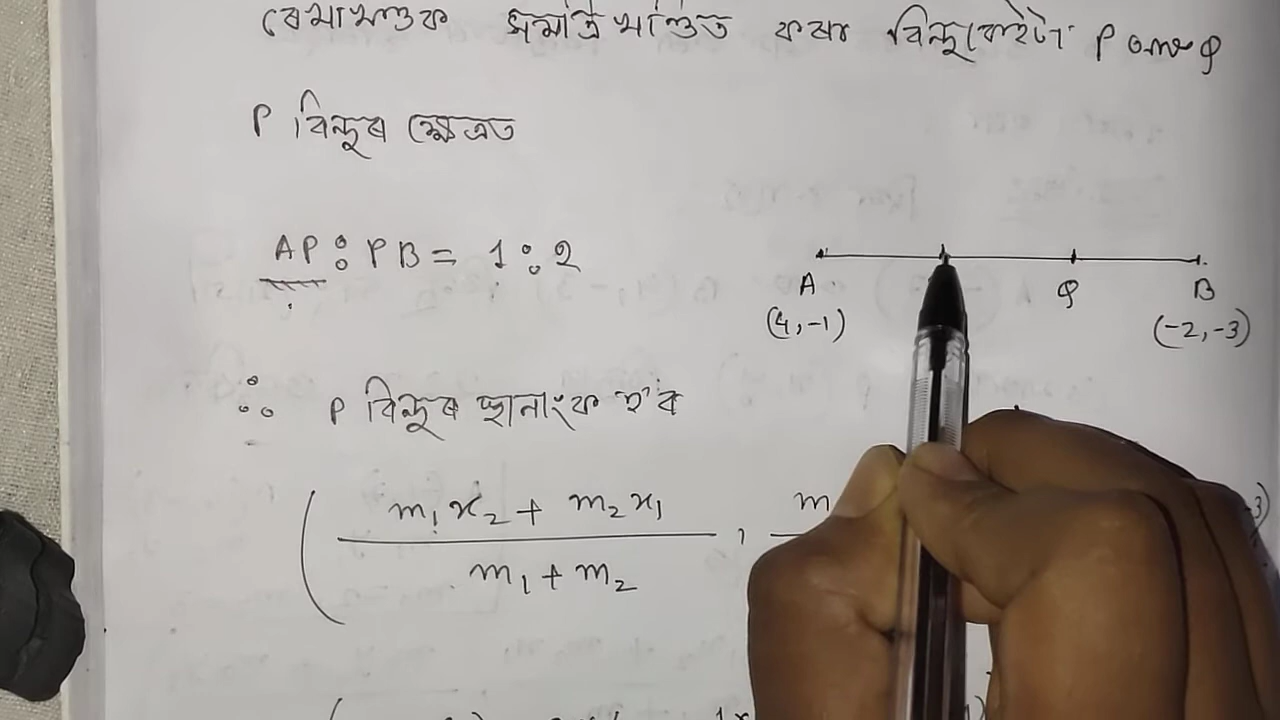 ৰেখাখণ্ডক সমত্ৰিখণ্ডিত কৰা বিন্দুকেইটা P আৰু Q
P বিন্দুৰ ক্ষেত্ৰত
AP : PB = 1 : 2
A Q B
(4, -1) (-2, -3)
∴ P বিন্দুৰ স্থানাংক হ'ব
( m₁x₂ + m₂x₁ , m
m₁ + m₂